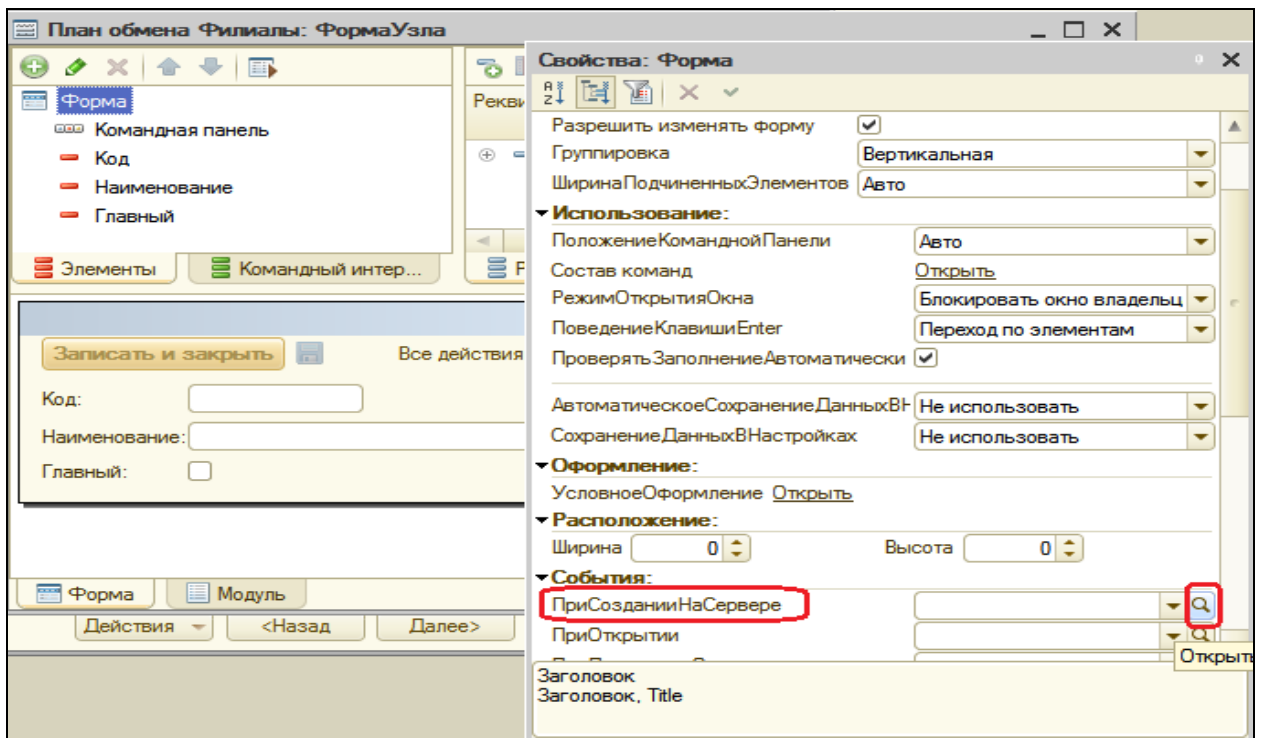 План обмена Филиалы: ФормаУзла
Форма
Командная панель
Код
Наименование
Главный
Элементы
Командный интер...
Записать и закрыть
Все действия
Код:
Наименование:
Главный:
Форма
Модуль
Действия
<Назад
Далее>
Свойства: Форма
Разрешить изменять форму
Группировка Вертикальная
ШиринаПодчиненныхЭлементов Авто
Использование:
ПоложениеКоманднойПанели Авто
Состав команд Открыть
РежимОткрытияОкна Блокировать окно владельц
ПоведениеКлавишиEnter Переход по элементам
ПроверятьЗаполнениеАвтоматически
АвтоматическоеСохранениеДанныхВН Не использовать
СохранениеДанныхВНастройках Не использовать
Оформление:
УсловноеОформление Открыть
Расположение:
Ширина 0 Высота 0
События:
ПриСозданииНаСервере
ПриОткрытии
Открыть
Заголовок
Заголовок, Title